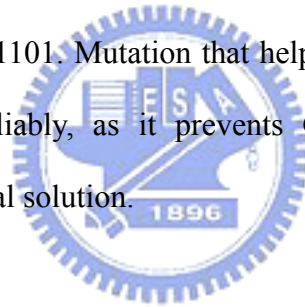 1101. Mutation that help
liably, as it prevents
E S A
al solution.
1896